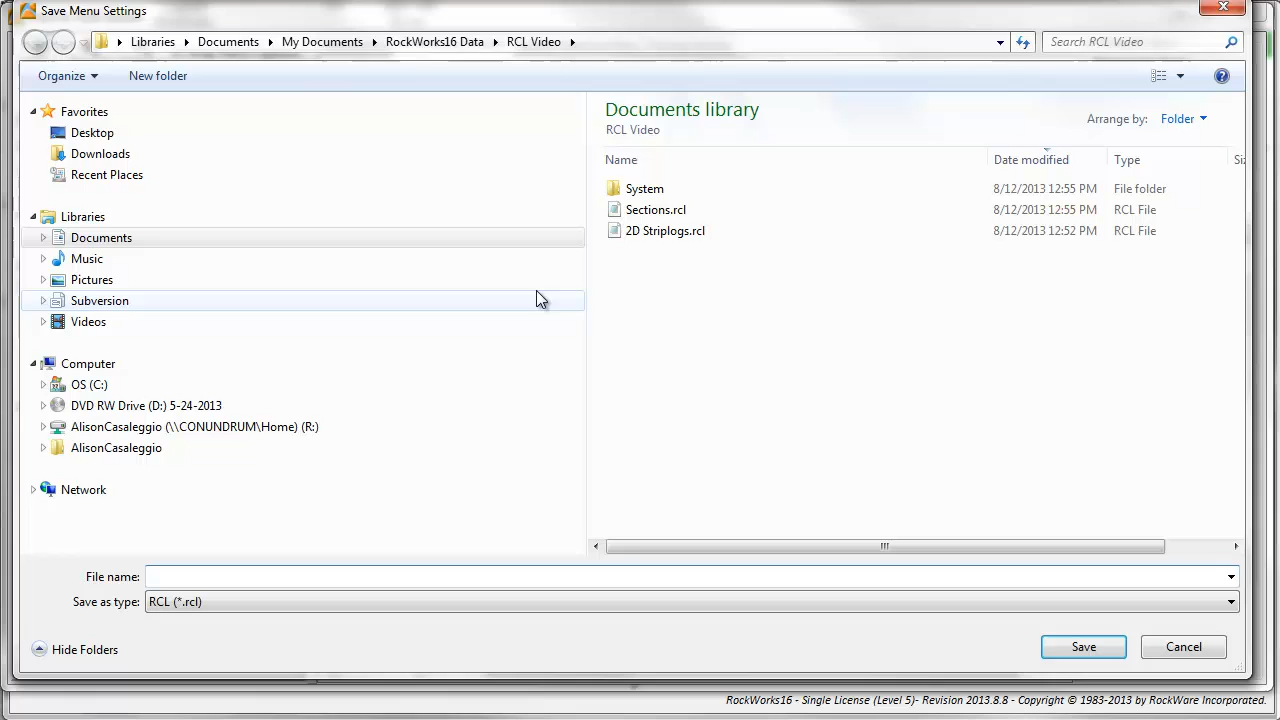 Save Menu Settings
Libraries Documents My Documents RockWorks16 Data RCL Video
Search RCL Video
Organize New folder
Favorites
Desktop
Downloads
Recent Places
Libraries
Documents
Music
Pictures
Subversion
Videos
Computer
OS (C:)
DVD RW Drive (D:) 5-24-2013
AlisonCasaleggio (\\CONUNDRUM\Home) (R:)
AlisonCasaleggio
Network
Documents library
RCL Video
Arrange by: Folder
Name Date modified Type
System 8/12/2013 12:55 PM File folder
Sections.rcl 8/12/2013 12:55 PM RCL File
2D Striplogs.rcl 8/12/2013 12:52 PM RCL File
File name:
Save as type: RCL (*.rcl)
Hide Folders
Save Cancel
RockWorks16 - Single License (Level 5)- Revision 2013.8.8 - Copyright © 1983-2013 by RockWare Incorporated.